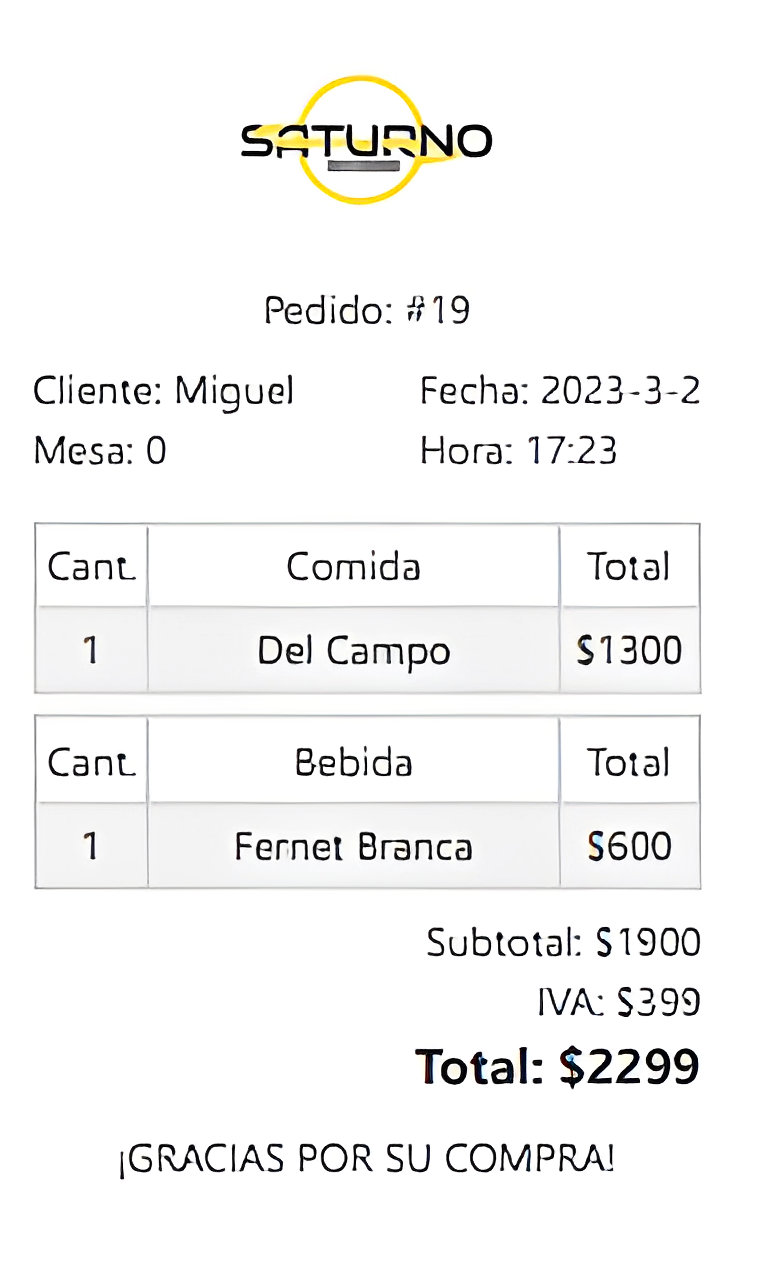 SATURNO
Pedido: #19
Cliente: Miguel Fecha: 2023-3-2
Mesa: 0 Hora: 17:23
Cant. Comida Total
1 Del Campo $1300
Cant. Bebida Total
1 Fernet Branca $600
Subtotal: $1900
IVA: $399
Total: $2299
¡GRACIAS POR SU COMPRA!